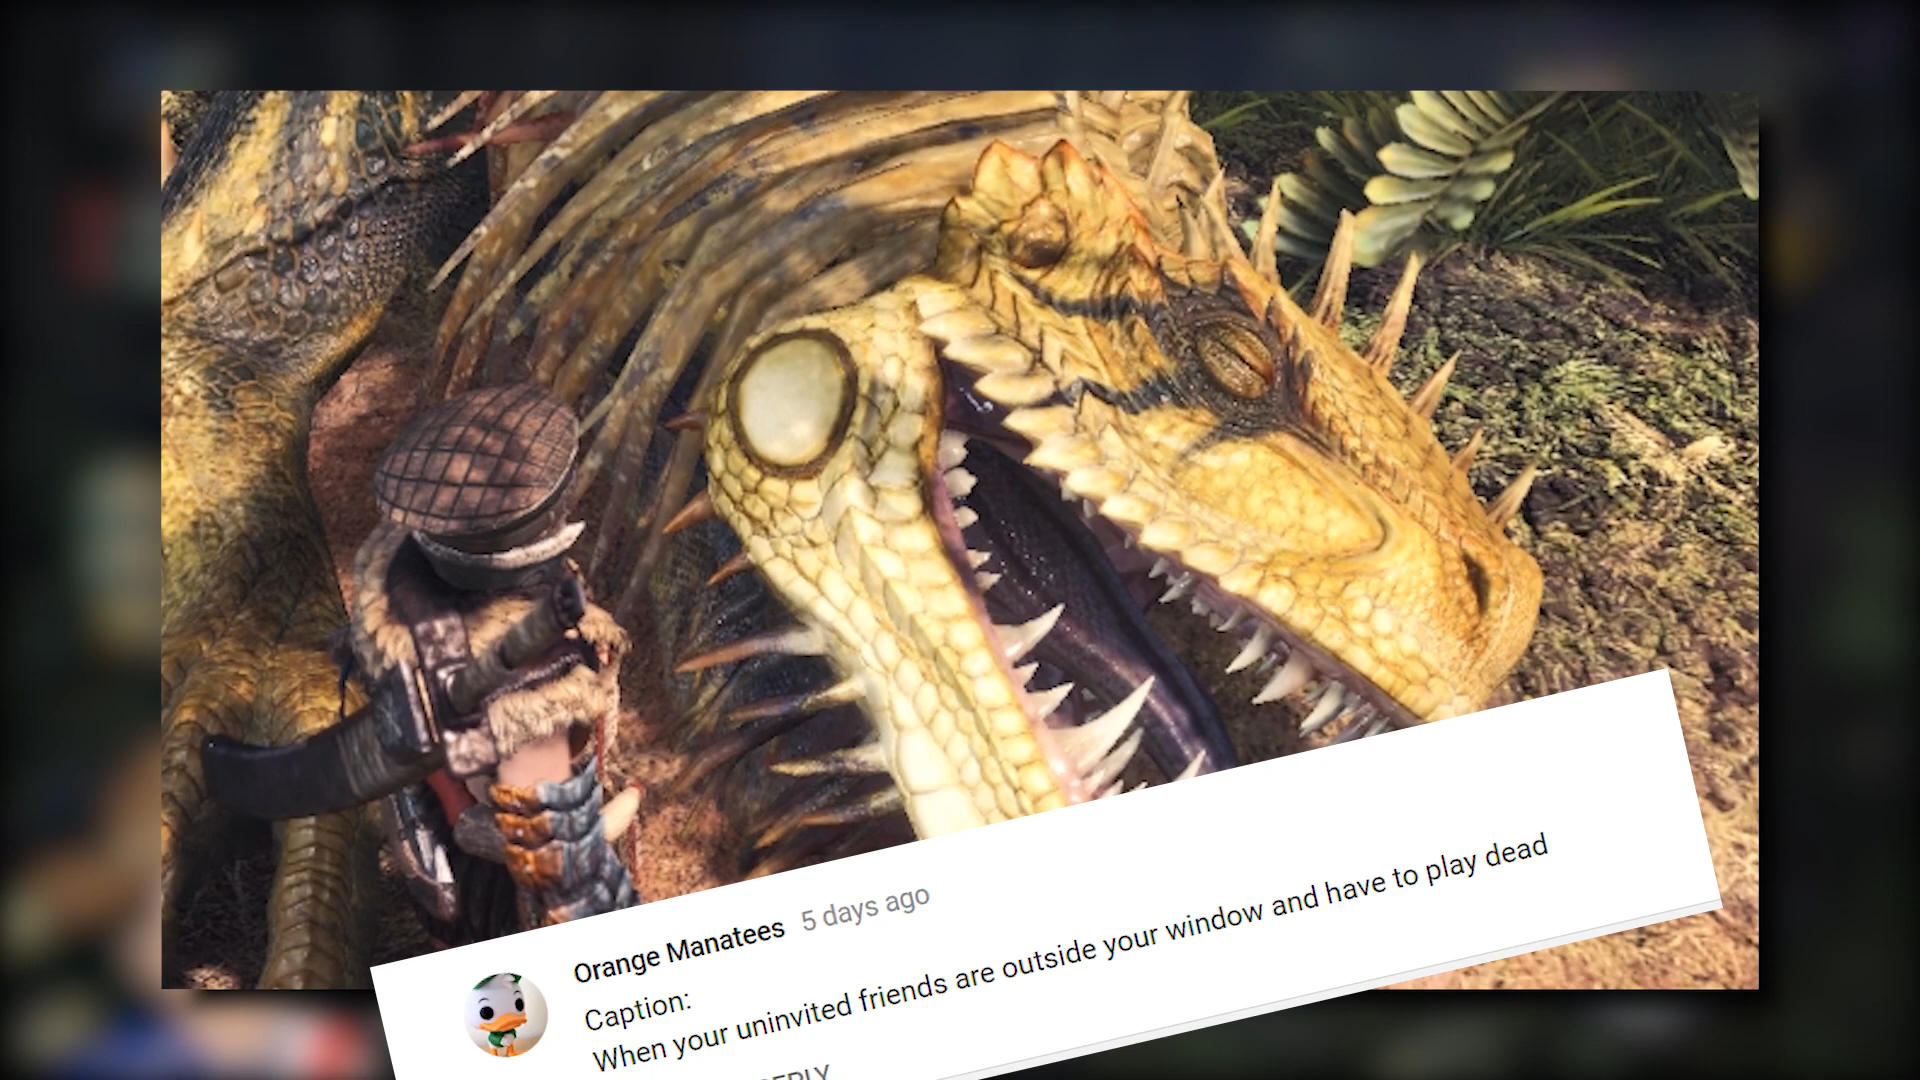 Orange Manatees 5 days ago
Caption:
When your uninvited friends are outside your window and have to play dead
REPLY